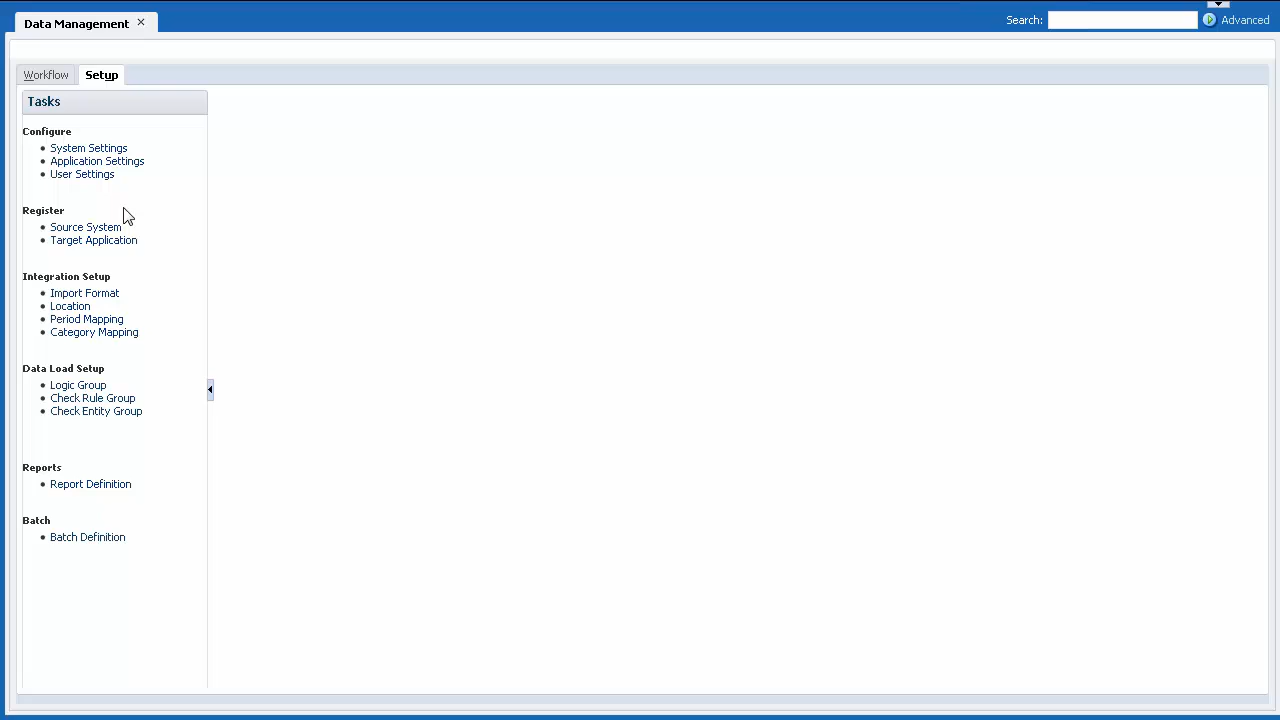 Data Management
Search:
Advanced
Workflow
Setup
Tasks
Configure
System Settings
Application Settings
User Settings
Register
Source System
Target Application
Integration Setup
Import Format
Location
Period Mapping
Category Mapping
Data Load Setup
Logic Group
Check Rule Group
Check Entity Group
Reports
Report Definition
Batch
Batch Definition